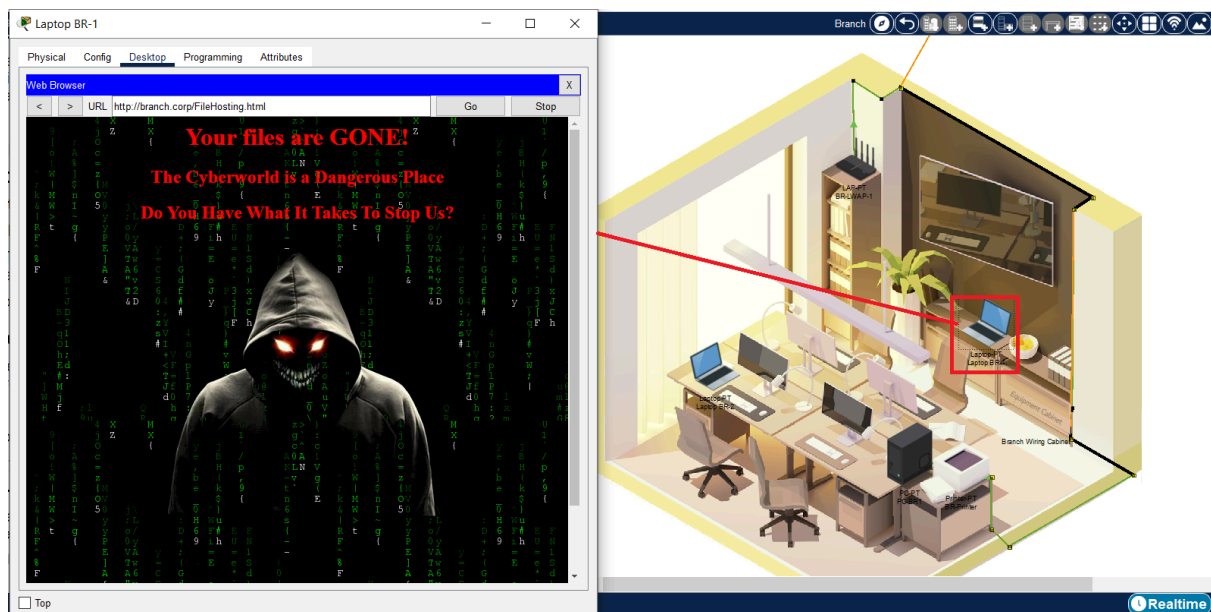 Laptop BR-1
Physical Config Desktop Programming Attributes
Web Browser X
< > URL http://branch.corp/FileHosting.html Go Stop
Your files are GONE!
The Cyberworld is a Dangerous Place
Do You Have What It Takes To Stop Us?
Top
Branch
LAP-PT
BR-LWAP-1
Laptop-PT
Laptop BR-1
Laptop-PT
Laptop BR-2
Equipment Cabinet
Branch Wiring Cabinet
PC-PT
PC-BR1
Printer-PT
BR-Printer
Realtime